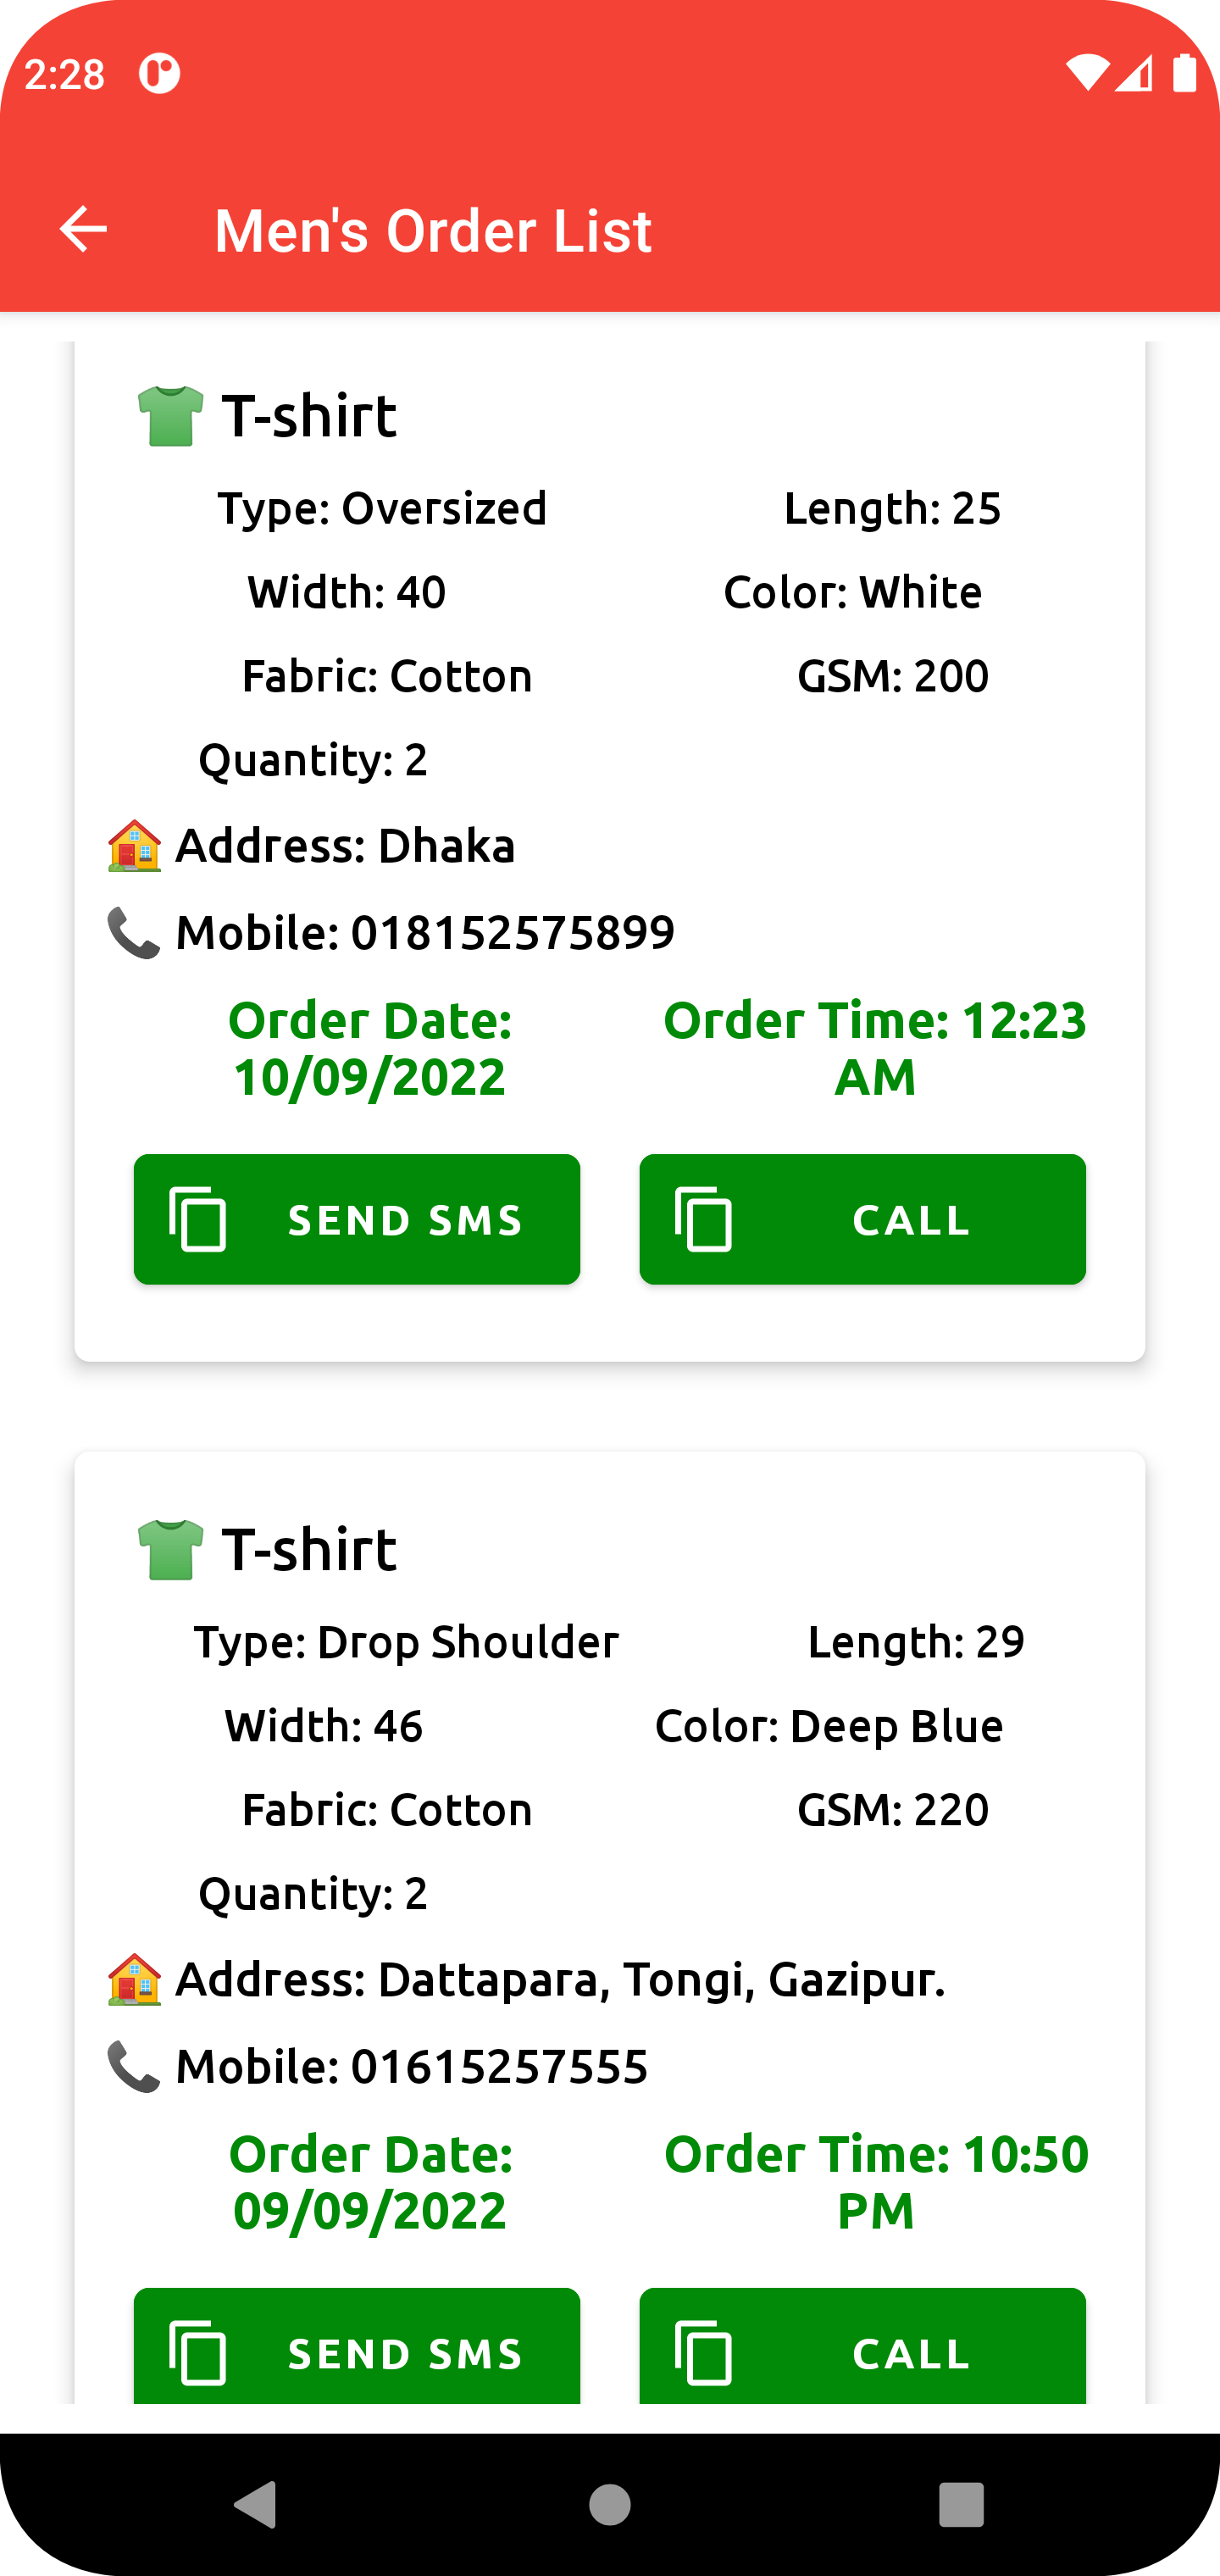 2:28
Men's Order List
T-shirt
Type: Oversized Length: 25
Width: 40 Color: White
Fabric: Cotton GSM: 200
Quantity: 2
Address: Dhaka
Mobile: 018152575899
Order Date: Order Time: 12:23
10/09/2022 AM
SEND SMS CALL
T-shirt
Type: Drop Shoulder Length: 29
Width: 46 Color: Deep Blue
Fabric: Cotton GSM: 220
Quantity: 2
Address: Dattapara, Tongi, Gazipur.
Mobile: 01615257555
Order Date: Order Time: 10:50
09/09/2022 PM
SEND SMS CALL